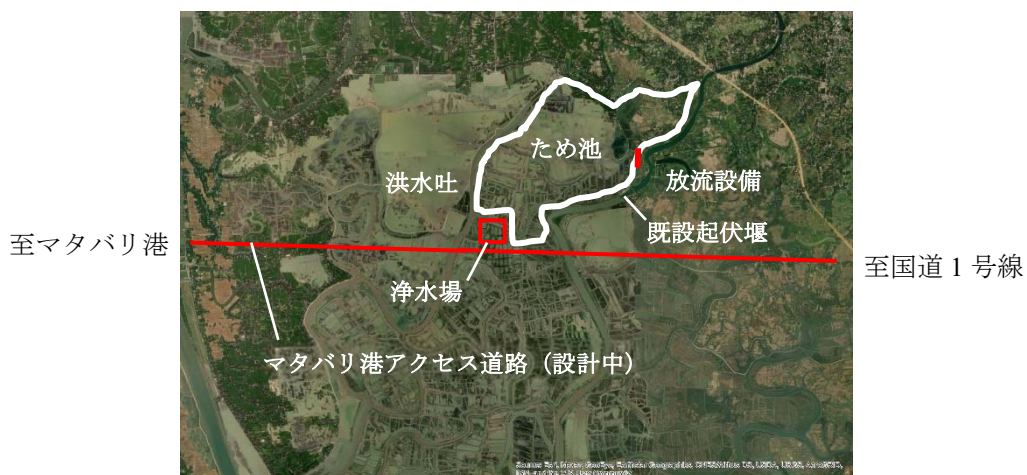 ため池
洪水吐
放流設備
既設起伏堰
至マタバリ港
至国道 1 号線
浄水場
マタバリ港アクセス道路（設計中）